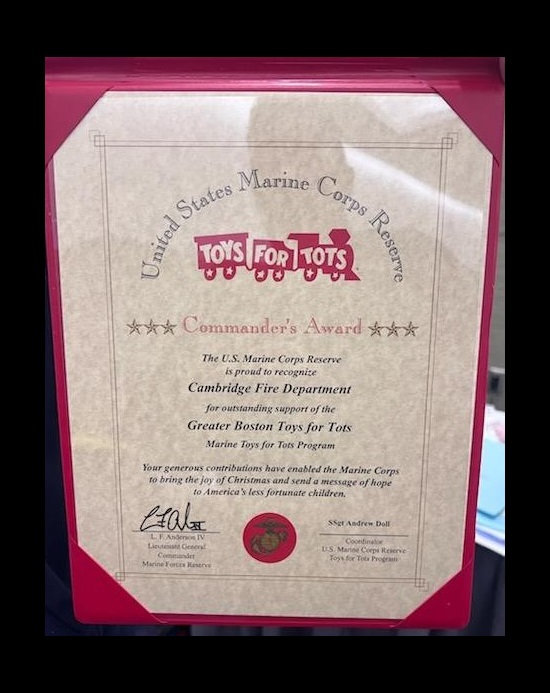 United States Marine Corps Reserve
TOYS FOR TOTS
Commander's Award
The U.S. Marine Corps Reserve
is proud to recognize
Cambridge Fire Department
for outstanding support of the
Greater Boston Toys for Tots
Marine Toys for Tots Program
Your generous contributions have enabled the Marine Corps
to bring the joy of Christmas and send a message of hope
to America's less fortunate children.
L. F. Anderson IV
Lieutenant General
Commander
Marine Forces Reserve
SSgt Andrew Doll
Coordinator
U.S. Marine Corps Reserve
Toys for Tots Program